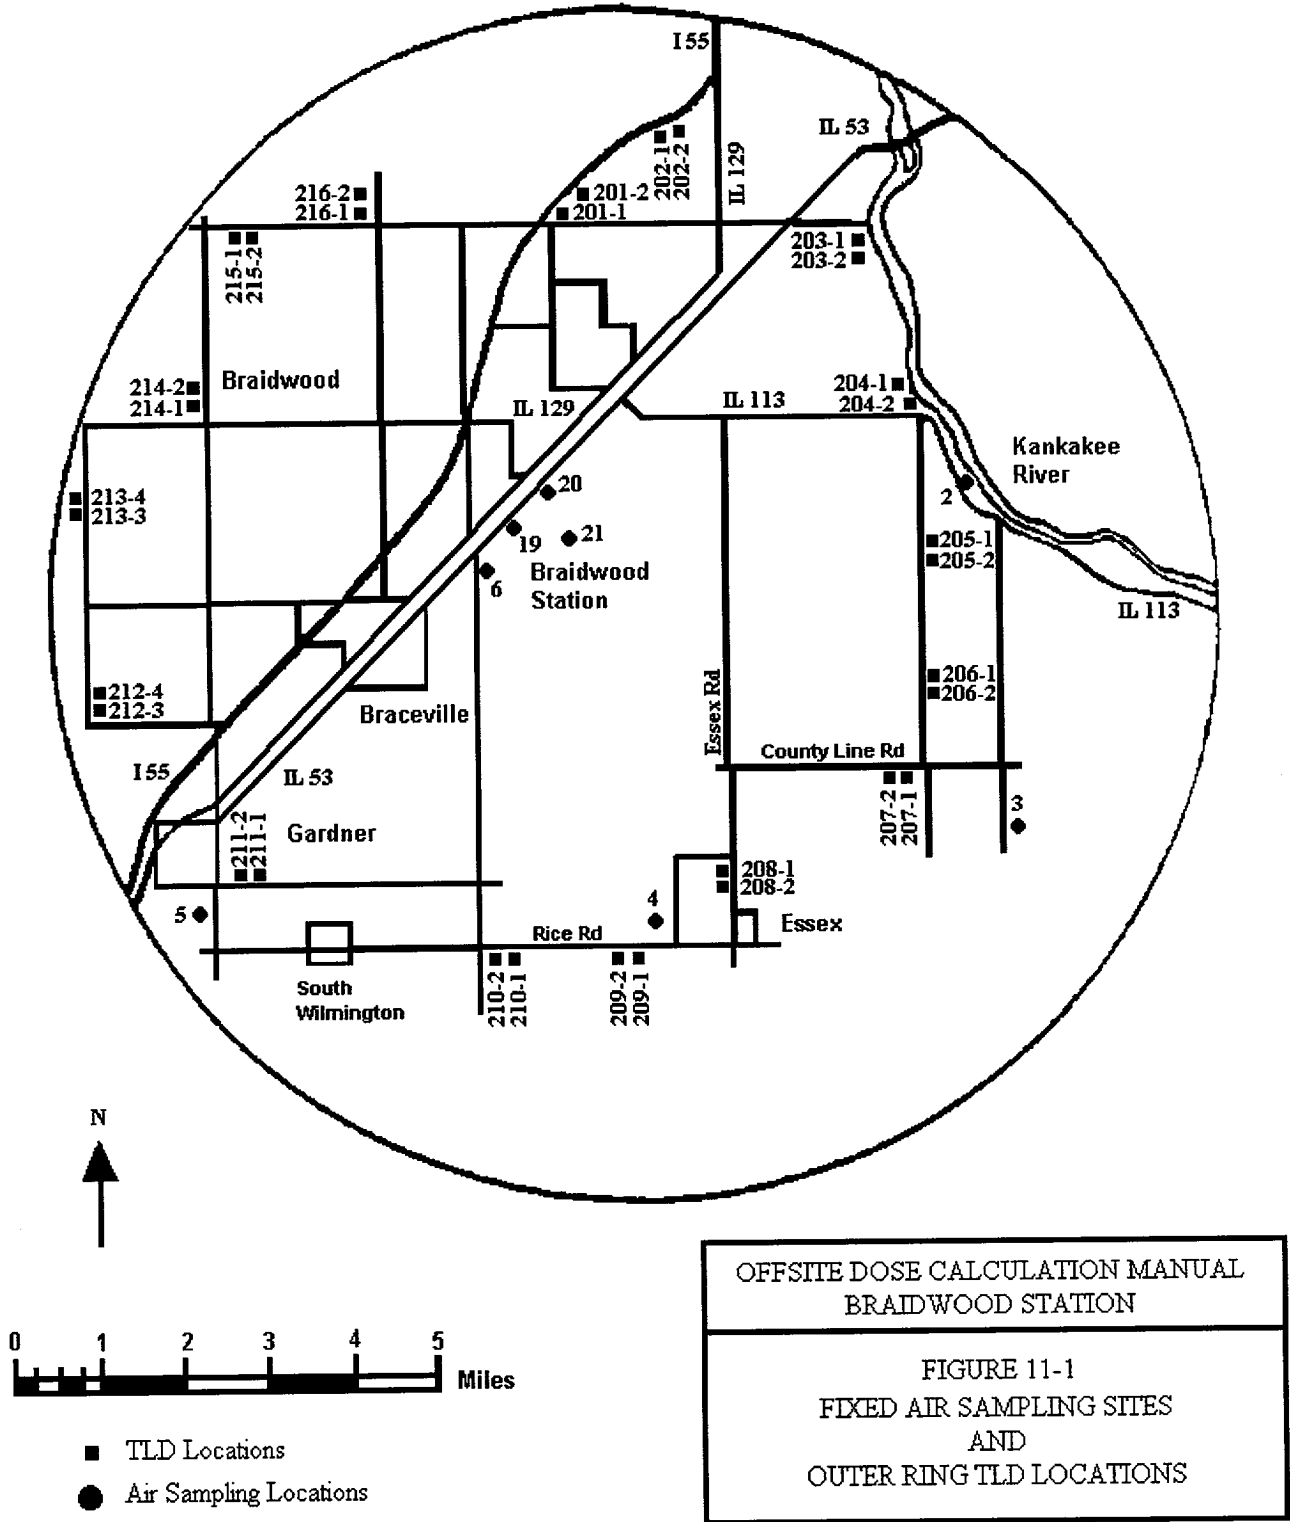 I 55
IL 53
IL 129
202-1
202-2
216-2
216-1
201-2
201-1
215-1
215-2
203-1
203-2
214-2
214-1
Braidwood
204-1
204-2
IL 129
IL 113
Kankakee
River
213-4
213-3
20
2
19
21
205-1
205-2
6
Braidwood
Station
IL 113
212-4
212-3
206-1
206-2
Braceville
Essex Rd
County Line Rd
I 55
IL 53
207-2
207-1
3
211-2
211-1
Gardner
208-1
208-2
5
4
Rice Rd
Essex
South
Wilmington
210-2
210-1
209-2
209-1
N
0 1 2 3 4 5
Miles
TLD Locations
Air Sampling Locations
OFFSITE DOSE CALCULATION MANUAL
BRAIDWOOD STATION
FIGURE 11-1
FIXED AIR SAMPLING SITES
AND
OUTER RING TLD LOCATIONS